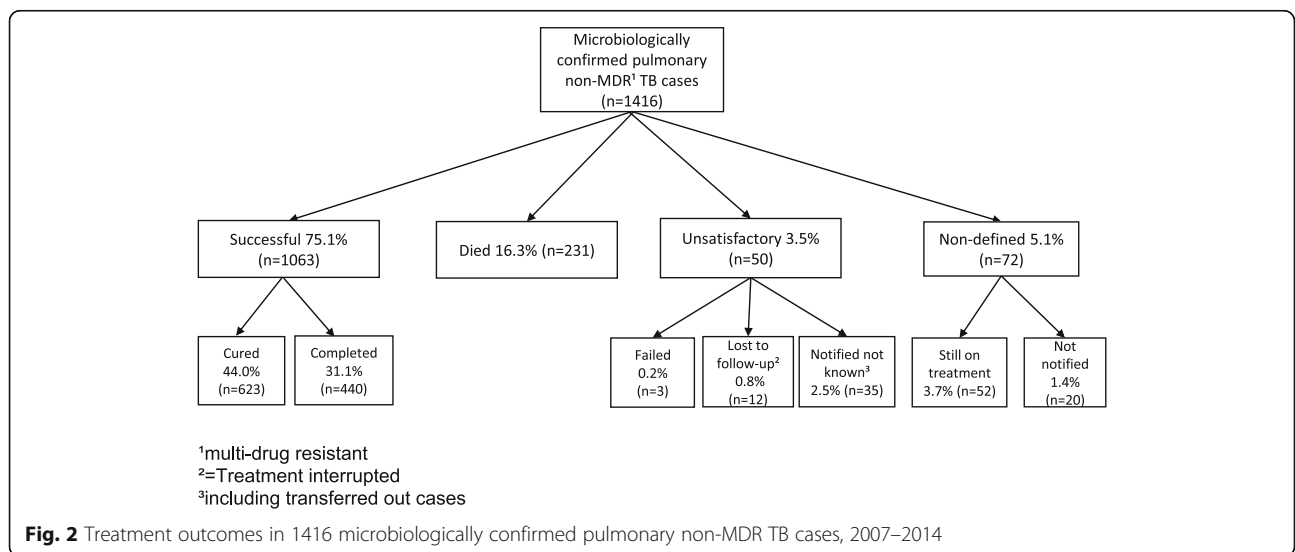 Microbiologically
confirmed pulmonary
non-MDR¹ TB cases
(n=1416)
Successful 75.1%
(n=1063)
Died 16.3% (n=231)
Unsatisfactory 3.5%
(n=50)
Non-defined 5.1%
(n=72)
Cured
44.0%
(n=623)
Completed
31.1%
(n=440)
Failed
0.2%
(n=3)
Lost to
follow-up²
0.8%
(n=12)
Notified not
known³
2.5% (n=35)
Still on
treatment
3.7% (n=52)
Not
notified
1.4%
(n=20)
¹multi-drug resistant
²=Treatment interrupted
³including transferred out cases
Fig. 2 Treatment outcomes in 1416 microbiologically confirmed pulmonary non-MDR TB cases, 2007–2014